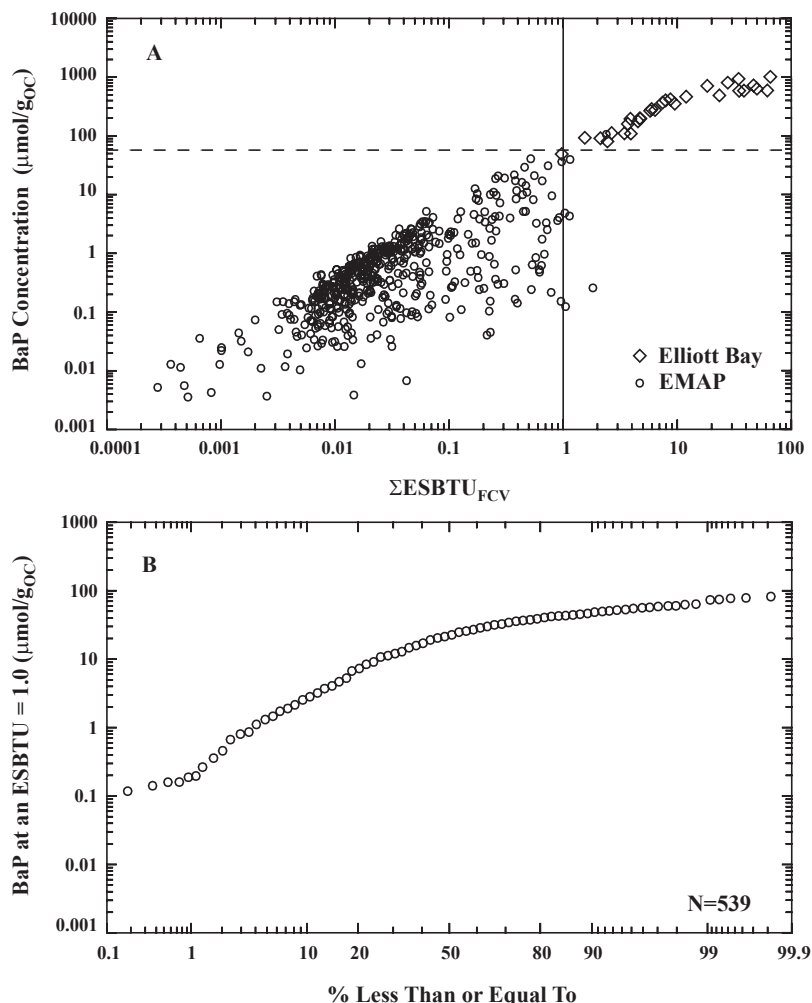 A
BaP Concentration (μmol/gOC)
10000
1000
100
10
1
0.1
0.01
0.001
Elliott Bay
EMAP
0.0001 0.001 0.01 0.1 1 10 100
ΣESBTUFCV
B
BaP at an ESBTU = 1.0 (μmol/gOC)
1000
100
10
1
0.1
0.01
0.001
N=539
0.1 1 10 20 50 80 90 99 99.9
% Less Than or Equal To